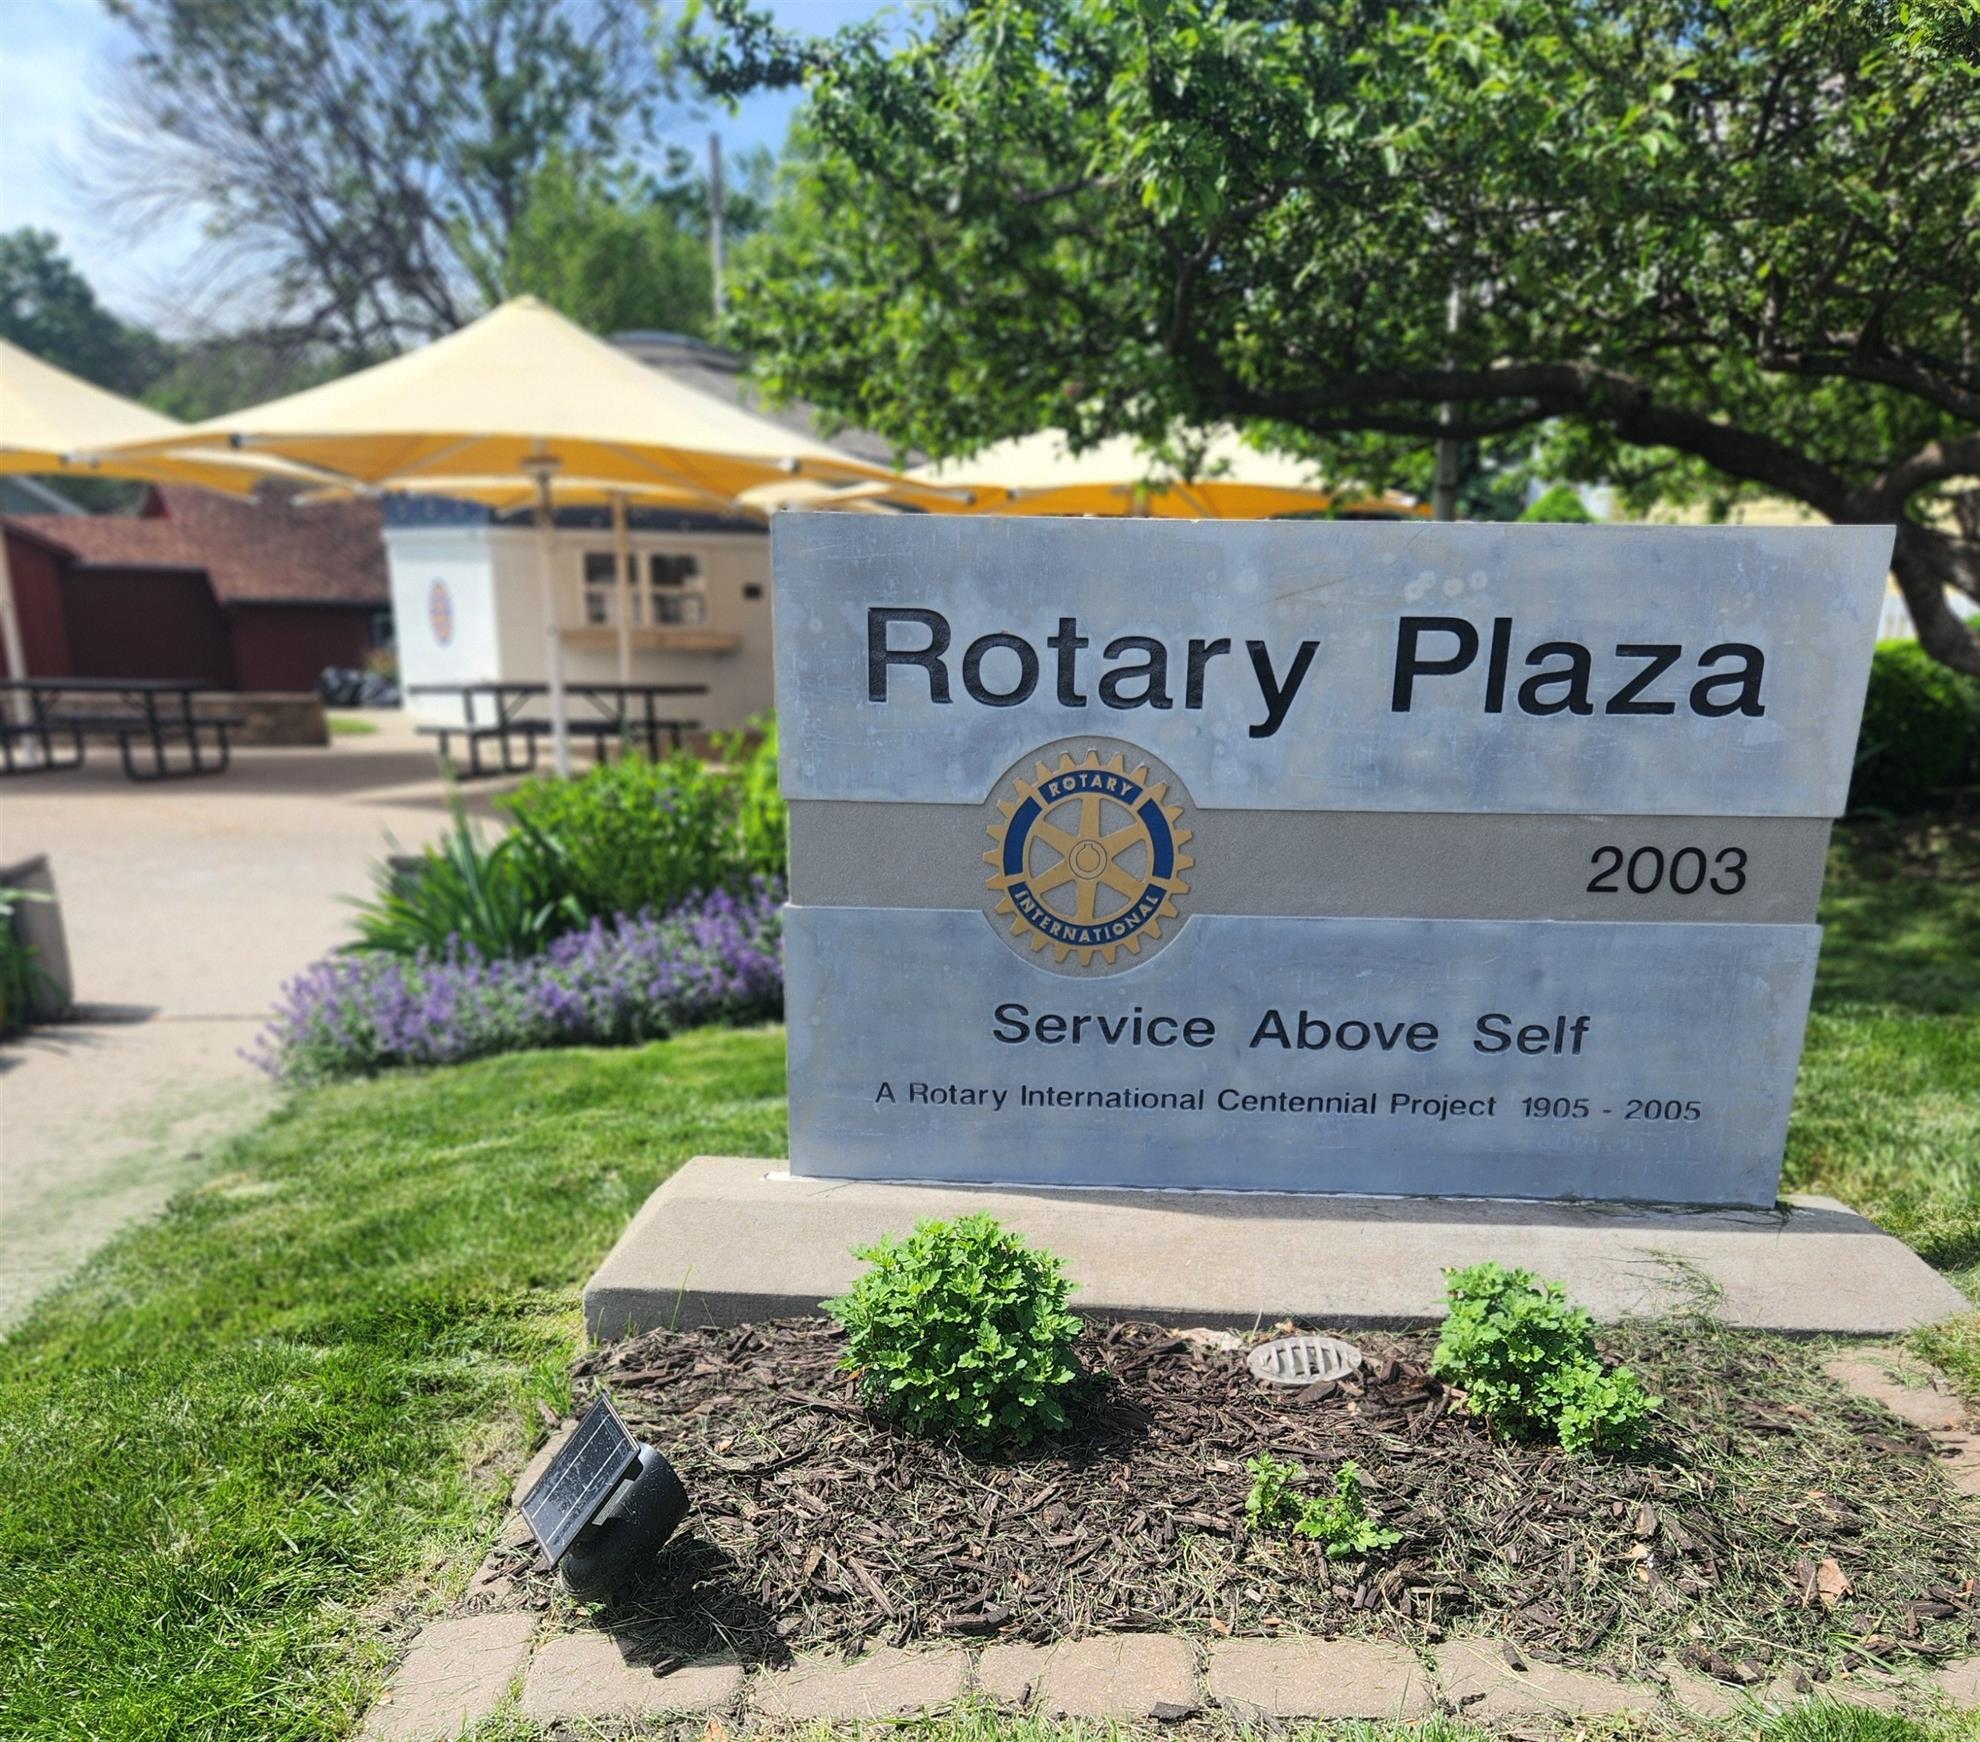 Rotary Plaza
ROTARY
INTERNATIONAL
2003
Service Above Self
A Rotary International Centennial Project 1905 - 2005